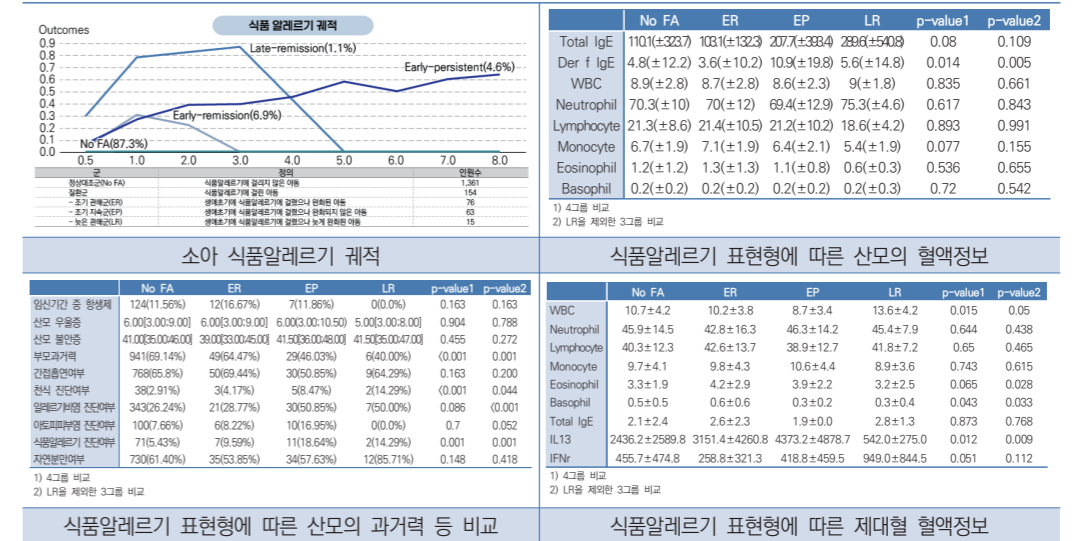 식품 알레르기 궤적
Outcomes
0.9
0.8
0.7
0.6
0.5
0.4
0.3
0.2
0.1
0.0
Late-remission(1.1%)
Early-persistent(4.6%)
Early-remission(6.9%)
No FA(87.3%)
0.5 1.0 2.0 3.0 4.0 5.0 6.0 7.0 8.0
군 정의 인원수
정상대조군(No FA) 식품알레르기에 걸리지 않은 아동 1,361
질환군 식품알레르기에 걸린 아동 154
- 조기 관해군(ER) 생애초기에 식품알레르기에 걸렸으나 완화된 아동 76
- 조기 지속군(EP) 생애초기에 식품알레르기에 걸렸으나 완화되지 않은 아동 63
- 늦은 관해군(LR) 생애초기에 식품알레르기에 걸렸으나 늦게 완화된 아동 15
소아 식품알레르기 궤적
No FA ER EP LR p-value1 p-value2
Total IgE 110.1(±323.7) 103.1(±132.3) 207.7(±393.4) 289.6(±540.8) 0.08 0.109
Der f IgE 4.8(±12.2) 3.6(±10.2) 10.9(±19.8) 5.6(±14.8) 0.014 0.005
WBC 8.9(±2.8) 8.7(±2.8) 8.6(±2.3) 9(±1.8) 0.835 0.661
Neutrophil 70.3(±10) 70(±12) 69.4(±12.9) 75.3(±4.6) 0.617 0.843
Lymphocyte 21.3(±8.6) 21.4(±10.5) 21.2(±10.2) 18.6(±4.2) 0.893 0.991
Monocyte 6.7(±1.9) 7.1(±1.9) 6.4(±2.1) 5.4(±1.9) 0.077 0.155
Eosinophil 1.2(±1.2) 1.3(±1.3) 1.1(±0.8) 0.6(±0.3) 0.536 0.655
Basophil 0.2(±0.2) 0.2(±0.2) 0.2(±0.2) 0.2(±0.3) 0.72 0.542
1) 4그룹 비교
2) LR을 제외한 3그룹 비교
식품알레르기 표현형에 따른 산모의 혈액정보
No FA ER EP LR p-value1 p-value2
임신기간 중 항생제 124(11.56%) 12(16.67%) 7(11.86%) 0(0.0%) 0.163 0.163
산모 우울증 6.00[3.00;9.00] 6.00[3.00;9.00] 6.00[3.00;10.50] 5.00[3.00;8.00] 0.904 0.788
산모 불안증 41.00[35.00;46.00] 39.00[33.00;45.00] 41.50[36.00;48.00] 41.50[35.00;47.00] 0.455 0.272
부모과거력 941(69.14%) 49(64.47%) 29(46.03%) 6(40.00%) <0.001 0.001
간접흡연여부 768(65.8%) 50(69.44%) 30(50.85%) 9(64.29%) 0.163 0.200
천식 진단여부 38(2.91%) 3(4.17%) 5(8.47%) 2(14.29%) <0.001 0.044
알레르기비염 진단여부 343(26.24%) 21(28.77%) 30(50.85%) 7(50.00%) 0.086 <0.001
아토피피부염 진단여부 100(7.66%) 6(8.22%) 10(16.95%) 0(0.0%) 0.7 0.052
식품알레르기 진단여부 71(5.43%) 7(9.59%) 11(18.64%) 2(14.29%) 0.001 0.001
자연분만여부 730(61.40%) 35(53.85%) 34(57.63%) 12(85.71%) 0.148 0.418
1) 4그룹 비교
2) LR을 제외한 3그룹 비교
식품알레르기 표현형에 따른 산모의 과거력 등 비교
No FA ER EP LR p-value1 p-value2
WBC 10.7±4.2 10.2±3.8 8.7±3.4 13.6±4.2 0.015 0.05
Neutrophil 45.9±14.5 42.8±16.3 46.3±14.2 45.4±7.9 0.644 0.438
Lymphocyte 40.3±12.3 42.6±13.7 38.9±12.7 41.8±7.2 0.65 0.465
Monocyte 9.7±4.1 9.8±4.3 10.6±4.4 8.9±3.6 0.743 0.615
Eosinophil 3.3±1.9 4.2±2.9 3.9±2.2 3.2±2.5 0.065 0.028
Basophil 0.5±0.5 0.6±0.6 0.3±0.2 0.3±0.4 0.043 0.033
Total IgE 2.1±2.4 2.6±2.3 1.9±0.0 2.8±1.3 0.873 0.768
IL13 2436.2±2589.8 3151.4±4260.8 4373.2±4878.7 542.0±275.0 0.012 0.009
IFNr 455.7±474.8 258.8±321.3 418.8±459.5 949.0±844.5 0.051 0.112
1) 4그룹 비교
2) LR을 제외한 3그룹 비교
식품알레르기 표현형에 따른 제대혈 혈액정보